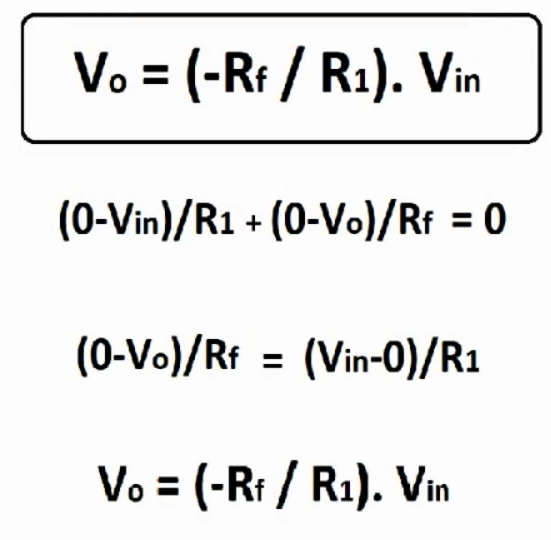 Vo = (-Rf / R1). Vin
(0-Vin)/R1 + (0-Vo)/Rf = 0
(0-Vo)/Rf = (Vin-0)/R1
Vo = (-Rf / R1). Vin